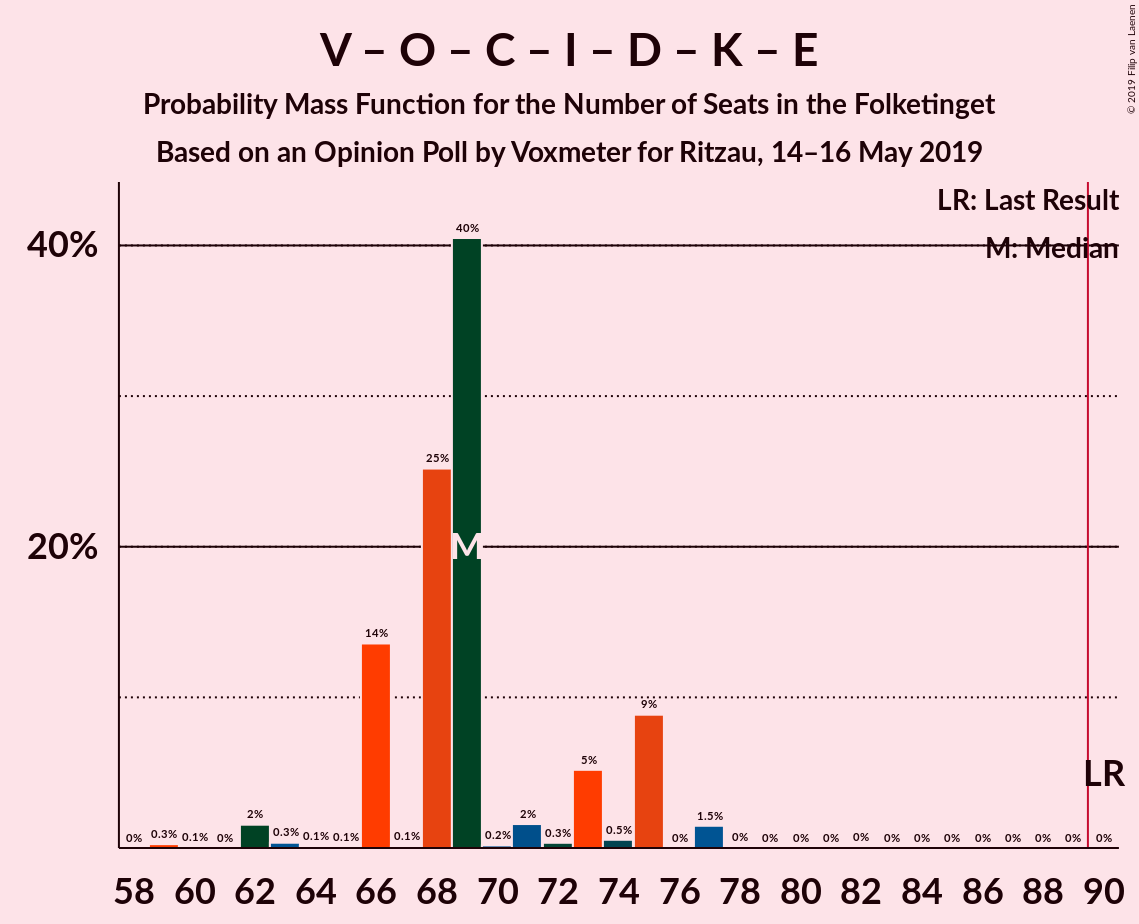 V – O – C – I – D – K – E
Probability Mass Function for the Number of Seats in the Folketinget
Based on an Opinion Poll by Voxmeter for Ritzau, 14–16 May 2019
© 2019 Filip van Laenen
LR: Last Result
M: Median
40%
20%
0% 0.3% 0.1% 0% 2% 0.3% 0.1% 0.1% 14% 0.1% 25% 40% 0.2% 2% 0.3% 5% 0.5% 9% 0% 1.5% 0% 0% 0% 0% 0% 0% 0% 0% 0% 0% 0% 0% 0%
M
LR
58 60 62 64 66 68 70 72 74 76 78 80 82 84 86 88 90